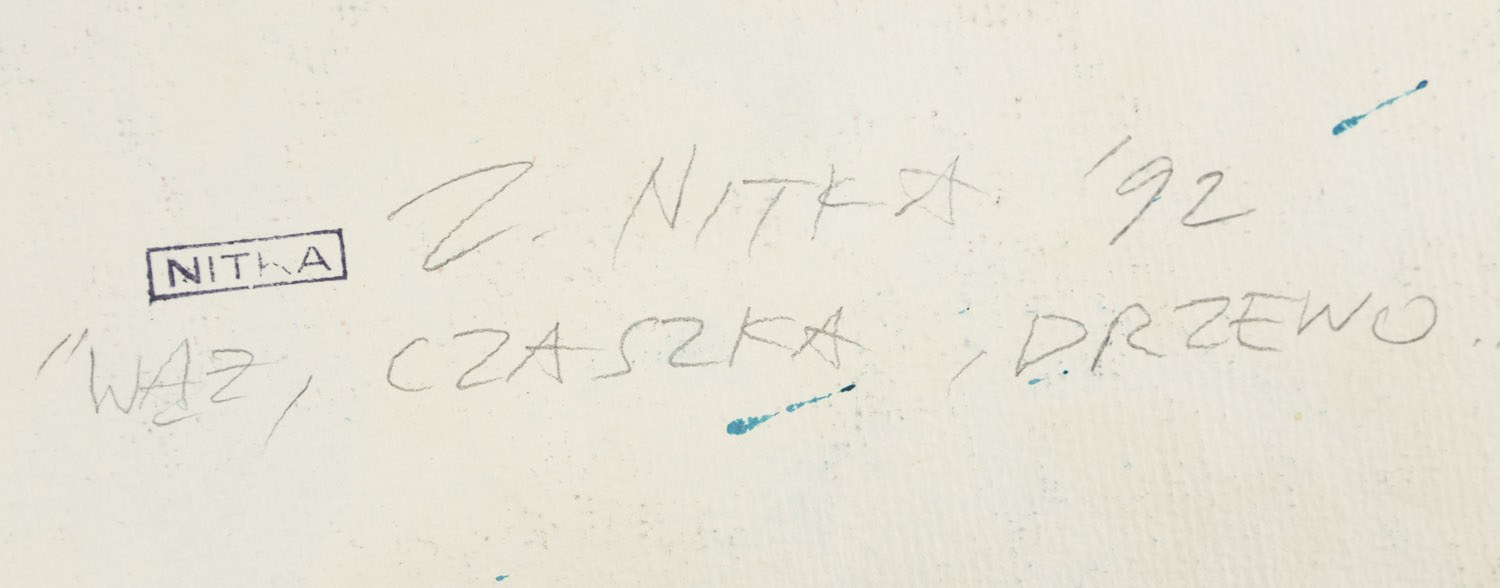 Z. NITKA '92
NITKA
"WĄŻ, CZASZKA, DRZEWO..